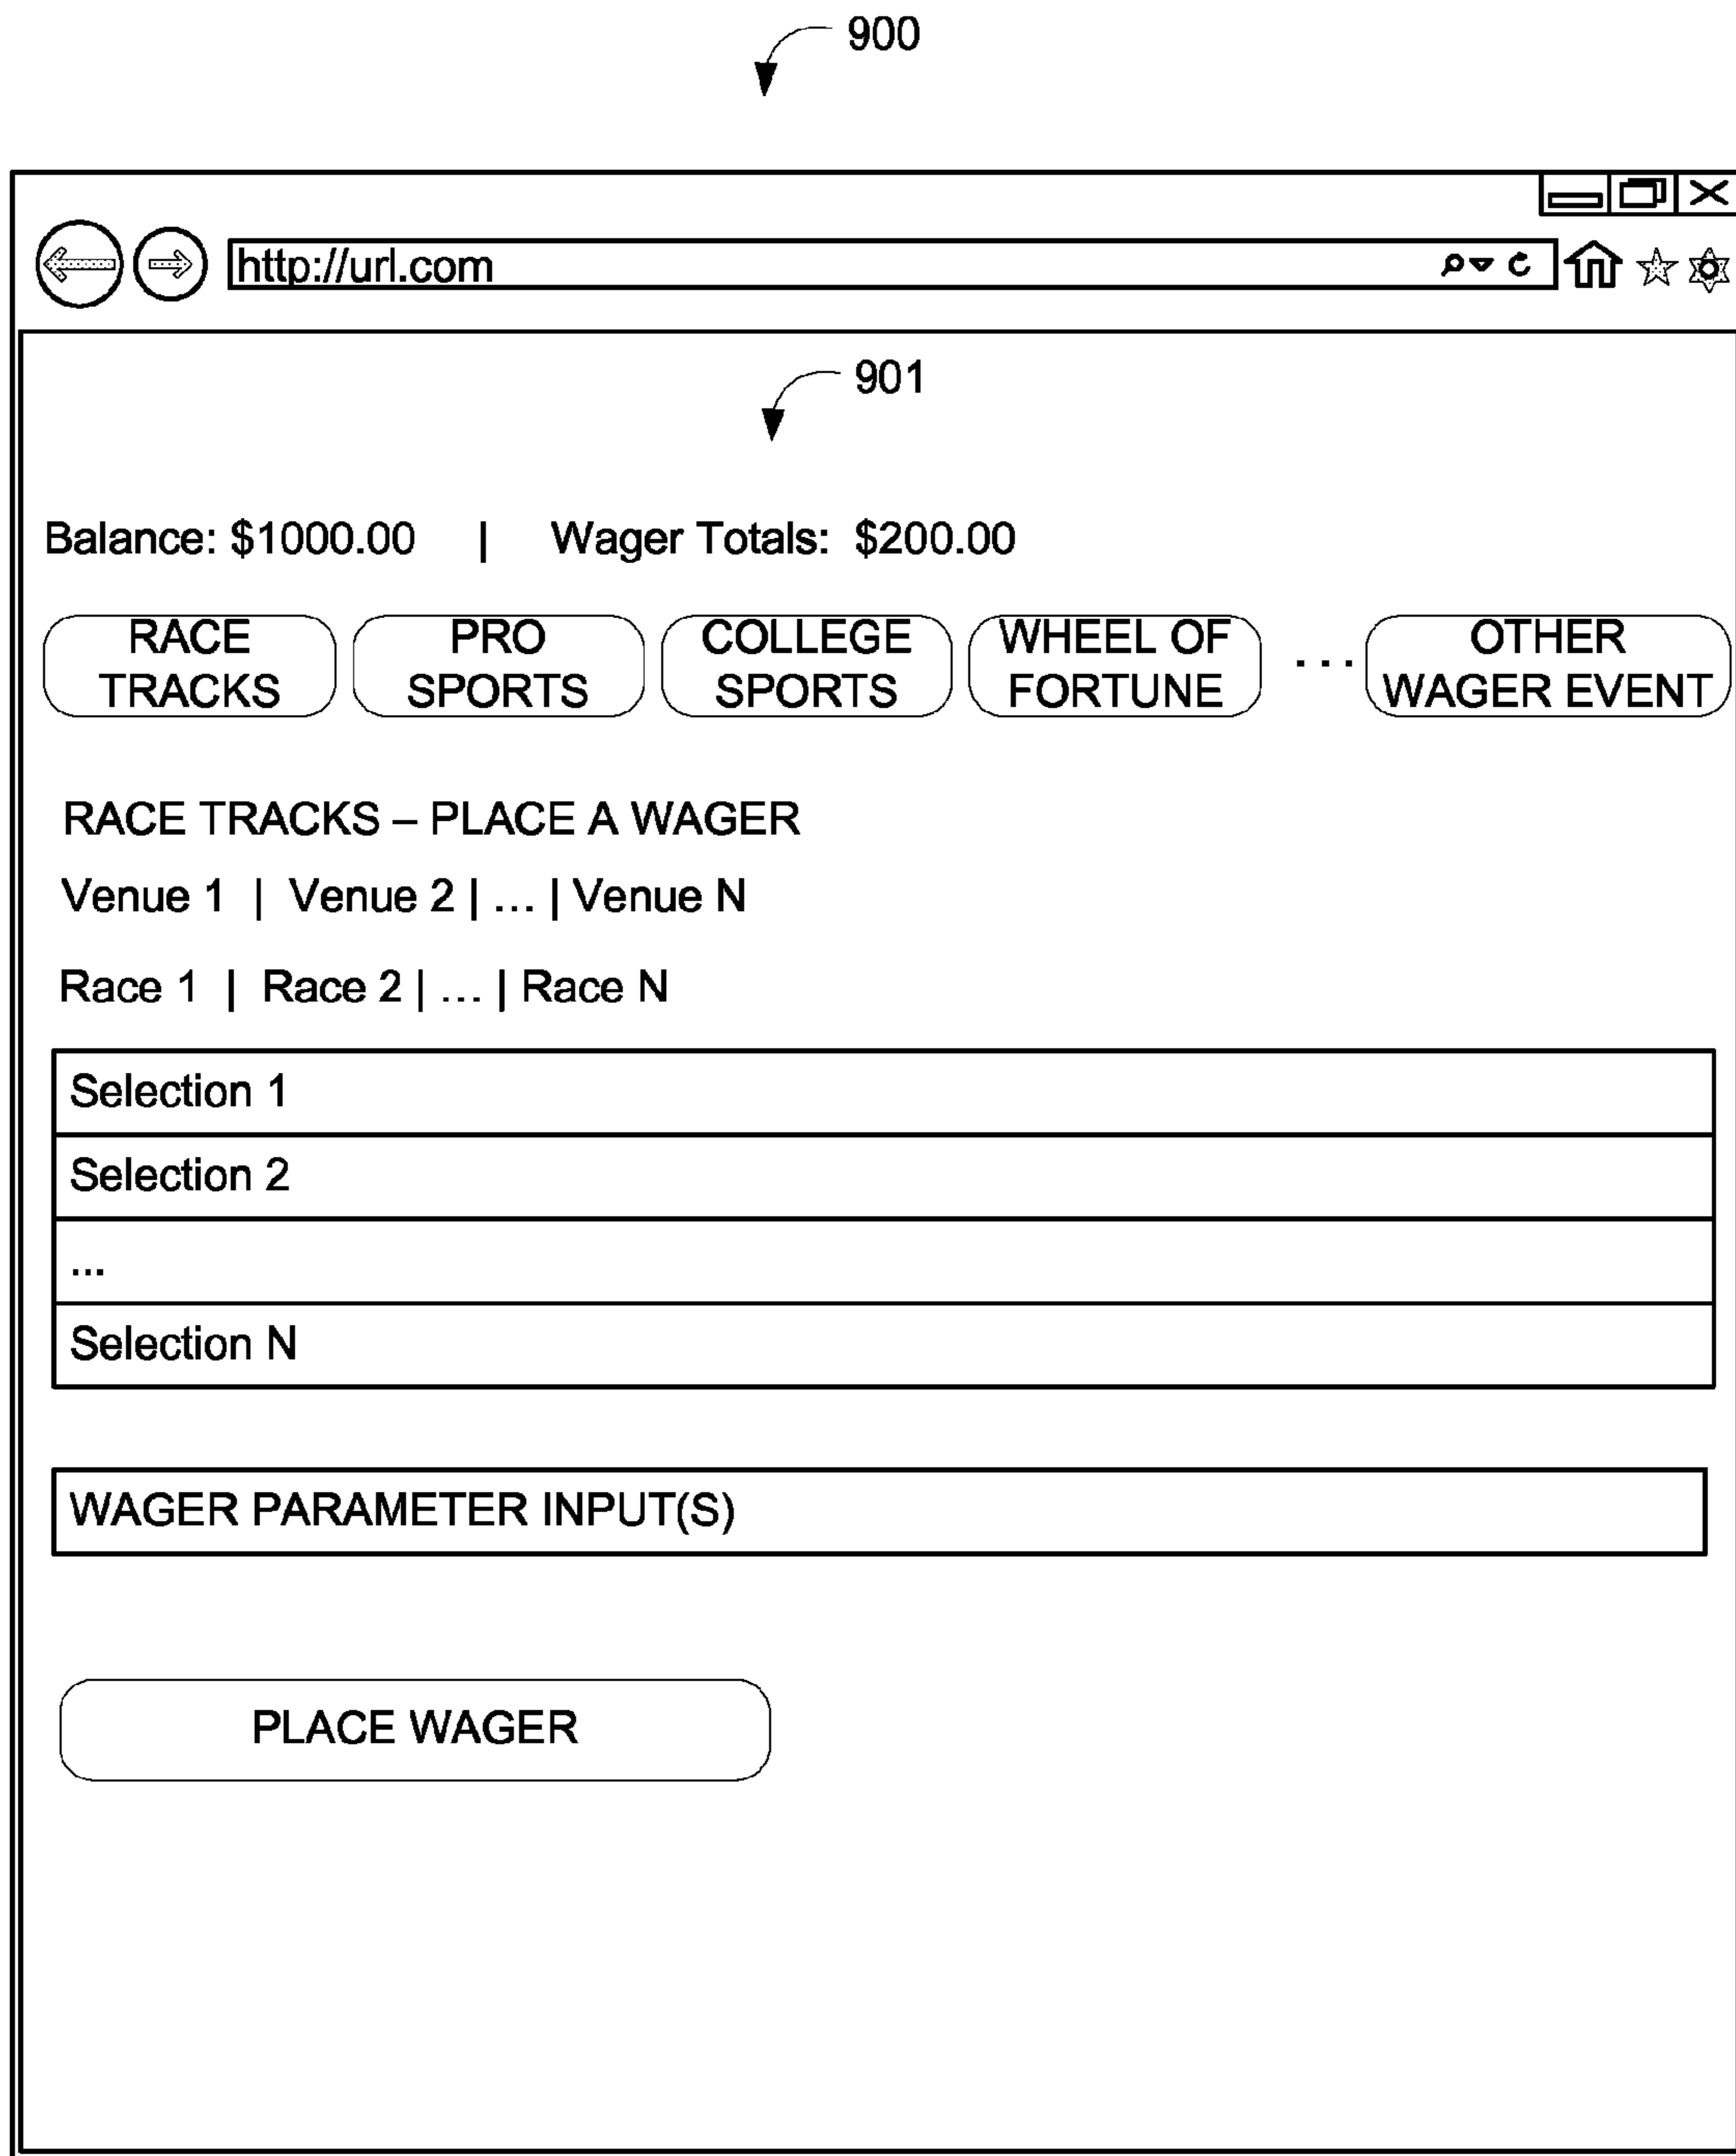 900
http://url.com
901
Balance: $1000.00 | Wager Totals: $200.00
RACE TRACKS
PRO SPORTS
COLLEGE SPORTS
WHEEL OF FORTUNE
...
OTHER WAGER EVENT
RACE TRACKS – PLACE A WAGER
Venue 1 | Venue 2 | ... | Venue N
Race 1 | Race 2 | ... | Race N
Selection 1
Selection 2
...
Selection N
WAGER PARAMETER INPUT(S)
PLACE WAGER